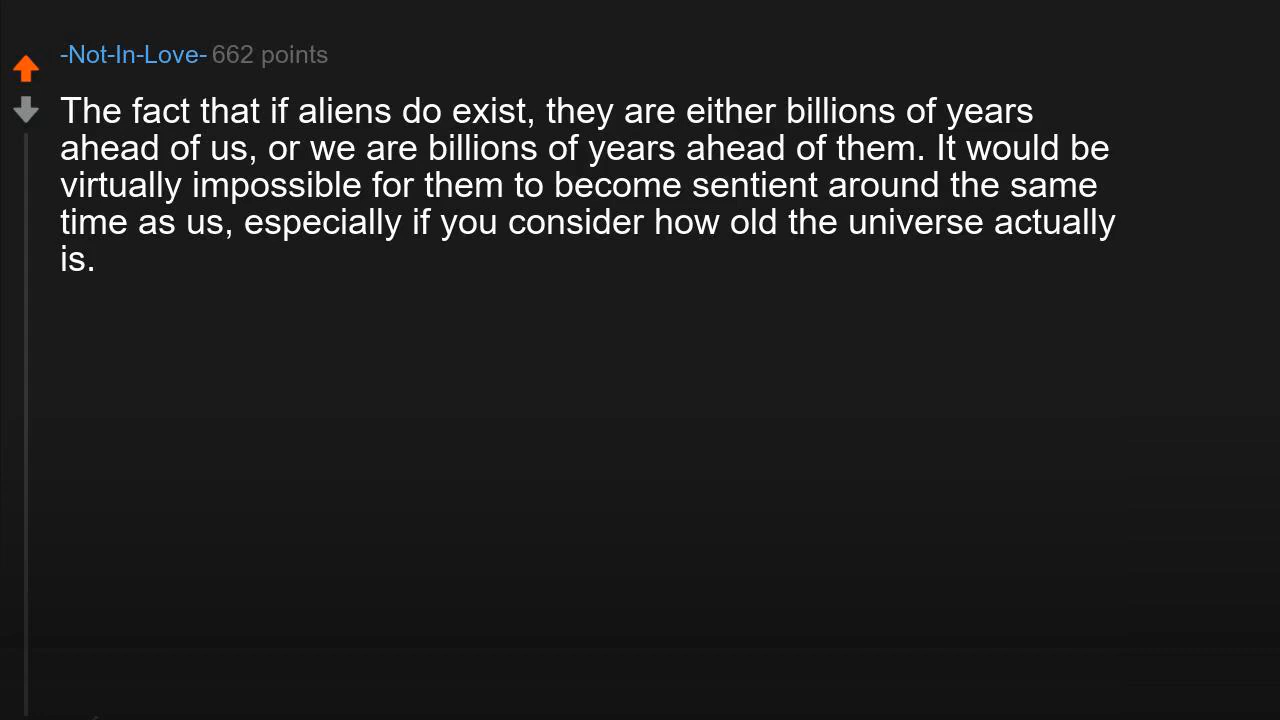 -Not-In-Love- 662 points
The fact that if aliens do exist, they are either billions of years
ahead of us, or we are billions of years ahead of them. It would be
virtually impossible for them to become sentient around the same
time as us, especially if you consider how old the universe actually
is.